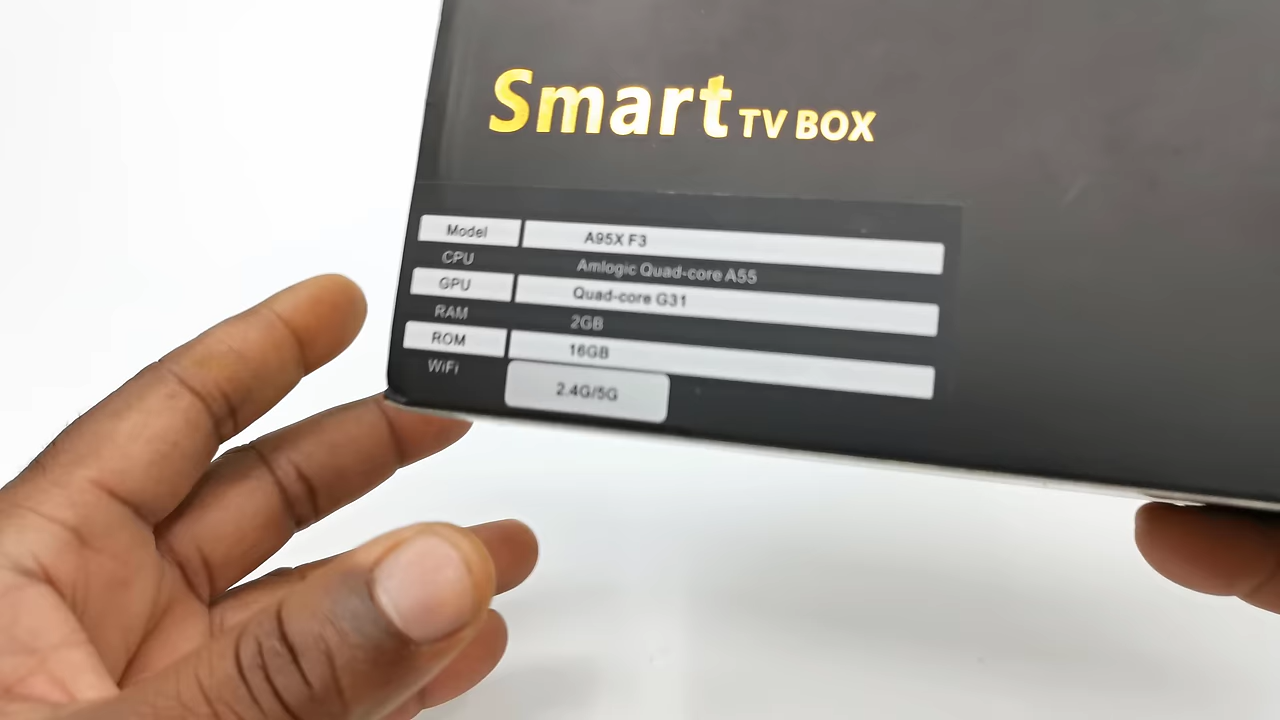 Smart TV BOX
Model A95X F3
CPU Amlogic Quad-core A55
GPU Quad-core G31
RAM 2GB
ROM 16GB
WiFi 2.4G/5G